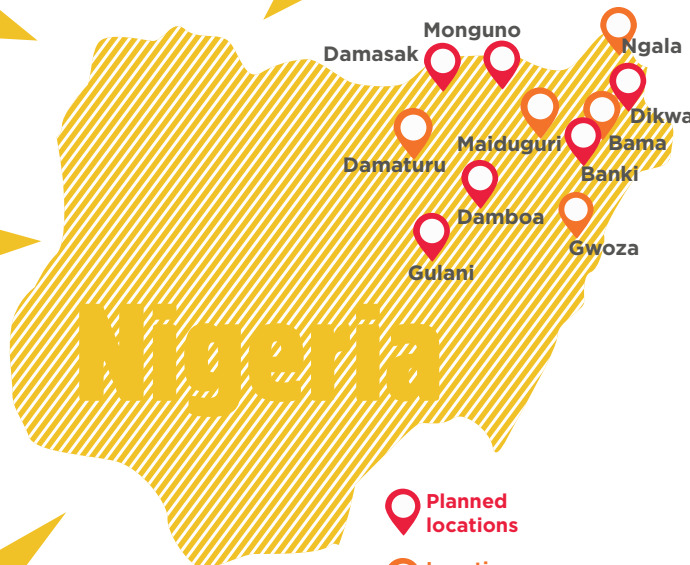 Monguno
Damasak
Ngala
Dikwa
Maiduguri
Bama
Damaturu
Banki
Damboa
Gwoza
Gulani
Nigeria
Planned
locations